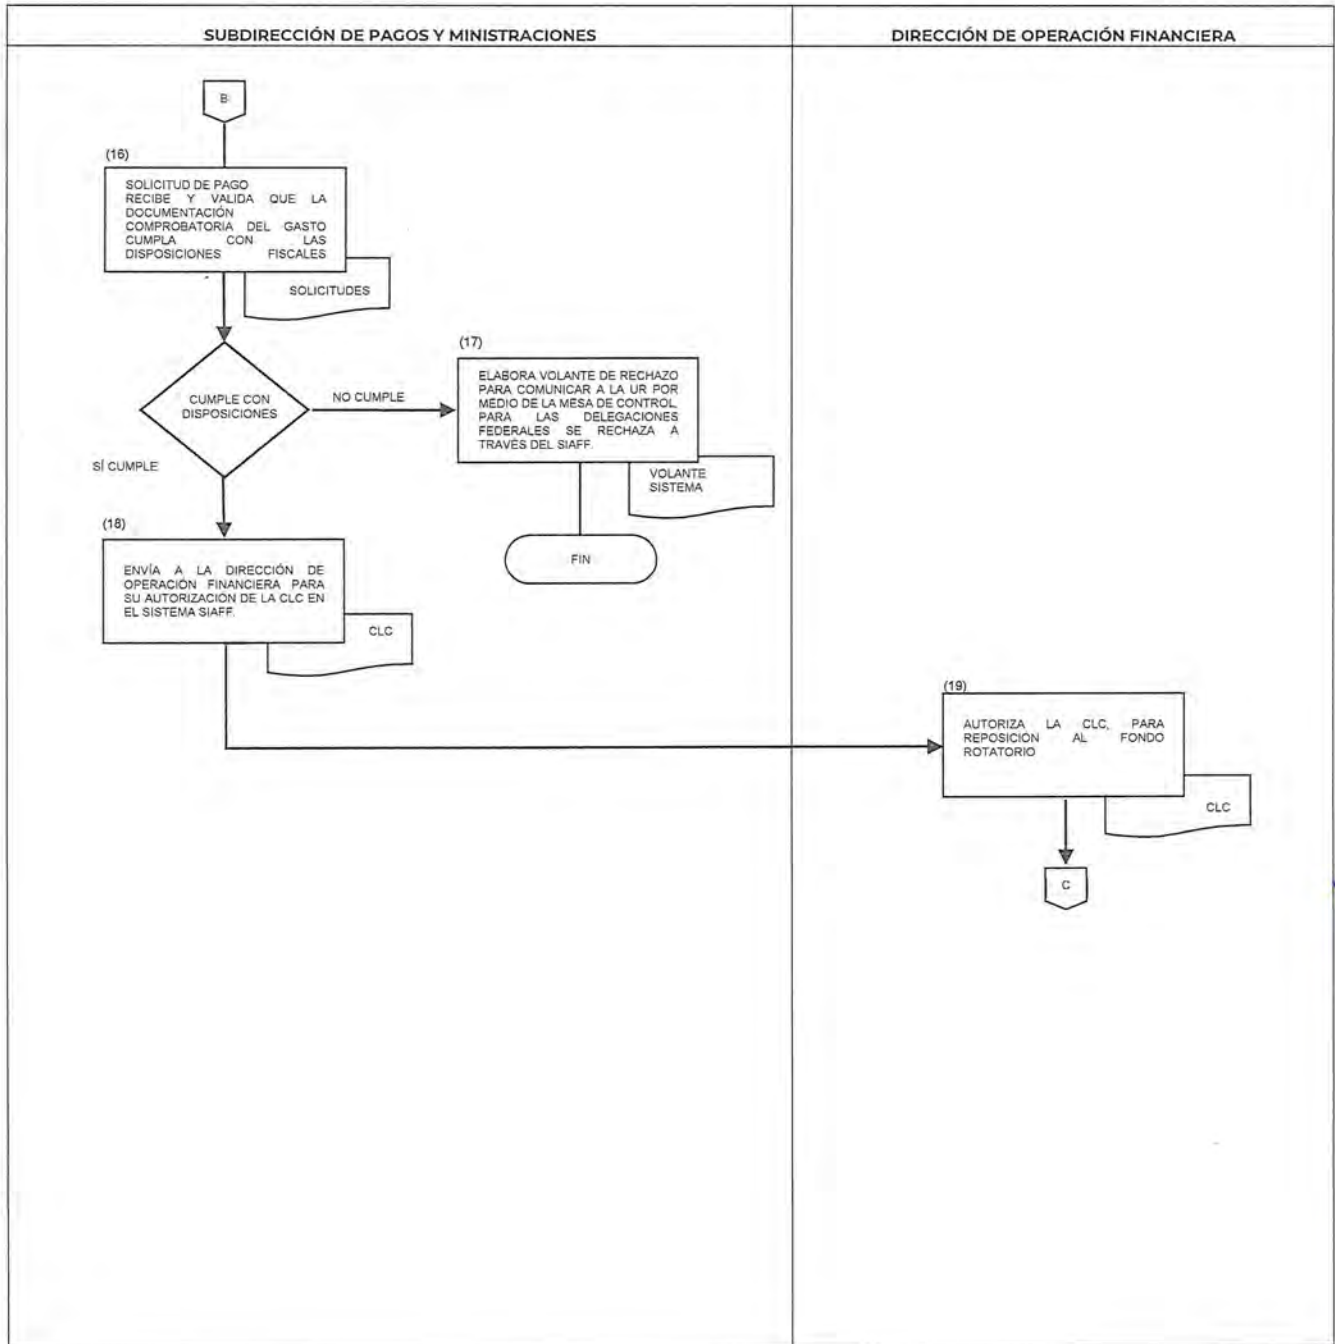 SUBDIRECCIÓN DE PAGOS Y MINISTRACIONES
DIRECCIÓN DE OPERACIÓN FINANCIERA
B
(16)
SOLICITUD DE PAGO
RECIBE Y VALIDA QUE LA
DOCUMENTACIÓN
COMPROBATORIA DEL GASTO
CUMPLA CON LAS
DISPOSICIONES FISCALES
SOLICITUDES
CUMPLE CON
DISPOSICIONES
NO CUMPLE
SÍ CUMPLE
(17)
ELABORA VOLANTE DE RECHAZO
PARA COMUNICAR A LA UR POR
MEDIO DE LA MESA DE CONTROL,
PARA LAS DELEGACIONES
FEDERALES SE RECHAZA A
TRAVÉS DEL SIAFF.
VOLANTE
SISTEMA
FIN
(18)
ENVÍA A LA DIRECCIÓN DE
OPERACIÓN FINANCIERA PARA
SU AUTORIZACIÓN DE LA CLC EN
EL SISTEMA SIAFF.
CLC
(19)
AUTORIZA LA CLC, PARA
REPOSICIÓN AL FONDO
ROTATORIO
CLC
C